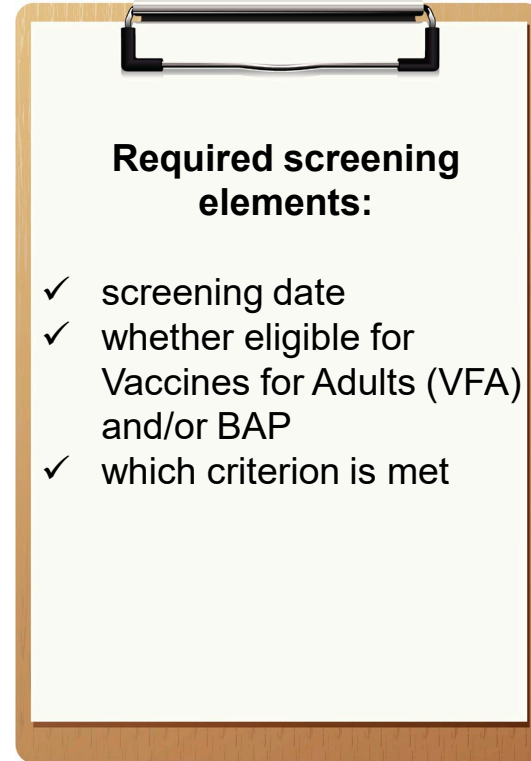 Required screening
elements:
✓ screening date
✓ whether eligible for
Vaccines for Adults (VFA)
and/or BAP
✓ which criterion is met